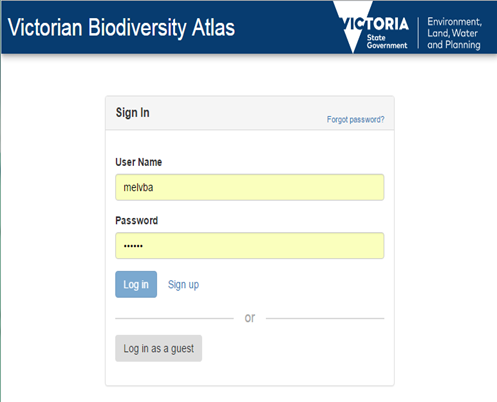 Victorian Biodiversity Atlas
VICTORIA
State
Government
Environment,
Land, Water
and Planning
Sign In
Forgot password?
User Name
melvba
Password
••••••
Log in
Sign up
or
Log in as a guest